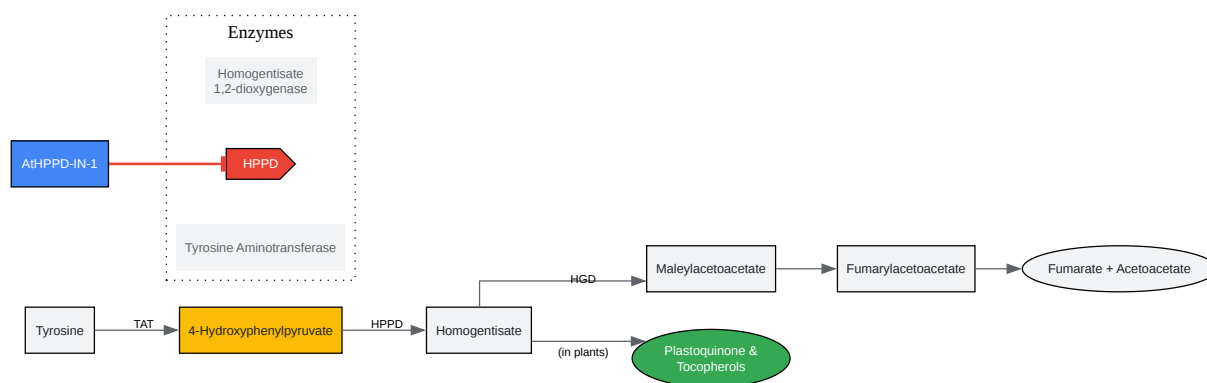 Enzymes
Homogentisate
1,2-dioxygenase
AtHPPD-IN-1
HPPD
Tyrosine Aminotransferase
Maleylacetoacetate
Fumarylacetoacetate
Fumarate + Acetoacetate
HGD
Tyrosine
TAT
4-Hydroxyphenylpyruvate
HPPD
Homogentisate
(in plants)
Plastoquinone &
Tocopherols